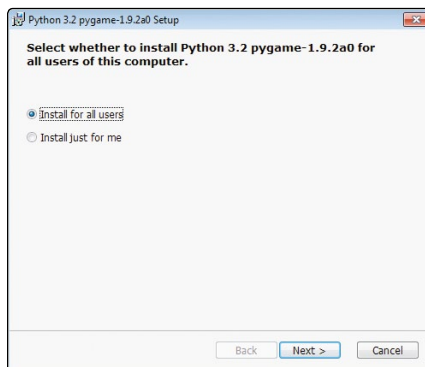 Python 3.2 pygame-1.9.2a0 Setup
Select whether to install Python 3.2 pygame-1.9.2a0 for
all users of this computer.
Install for all users
Install just for me
Back
Next >
Cancel